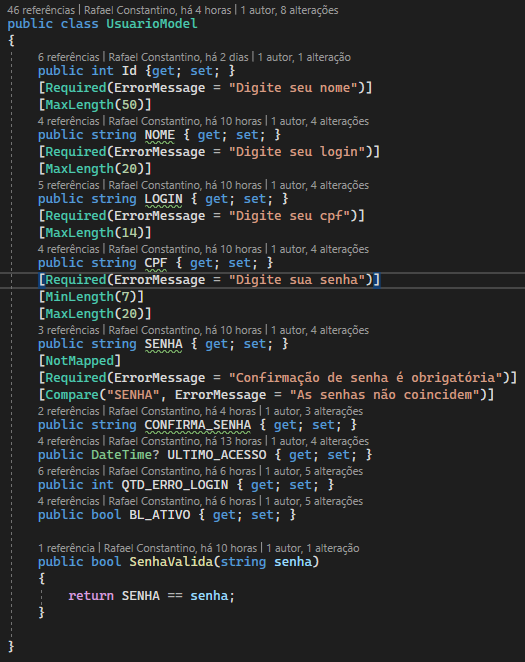 46 referências | Rafael Constantino, há 4 horas | 1 autor, 8 alterações
public class UsuarioModel
{
6 referências | Rafael Constantino, há 2 dias | 1 autor, 1 alteração
public int Id {get; set; }
[Required(ErrorMessage = "Digite seu nome")]
[MaxLength(50)]
4 referências | Rafael Constantino, há 10 horas | 1 autor, 4 alterações
public string NOME { get; set; }
[Required(ErrorMessage = "Digite seu login")]
[MaxLength(20)]
5 referências | Rafael Constantino, há 10 horas | 1 autor, 4 alterações
public string LOGIN { get; set; }
[Required(ErrorMessage = "Digite seu cpf")]
[MaxLength(14)]
4 referências | Rafael Constantino, há 10 horas | 1 autor, 4 alterações
public string CPF { get; set; }
[Required(ErrorMessage = "Digite sua senha")]
[MinLength(7)]
[MaxLength(20)]
3 referências | Rafael Constantino, há 10 horas | 1 autor, 4 alterações
public string SENHA { get; set; }
[NotMapped]
[Required(ErrorMessage = "Confirmação de senha é obrigatória")]
[Compare("SENHA", ErrorMessage = "As senhas não coincidem")]
2 referências | Rafael Constantino, há 4 horas | 1 autor, 3 alterações
public string CONFIRMA_SENHA { get; set; }
4 referências | Rafael Constantino, há 13 horas | 1 autor, 4 alterações
public DateTime? ULTIMO_ACESSO { get; set; }
6 referências | Rafael Constantino, há 6 horas | 1 autor, 5 alterações
public int QTD_ERRO_LOGIN { get; set; }
4 referências | Rafael Constantino, há 6 horas | 1 autor, 5 alterações
public bool BL_ATIVO { get; set; }
1 referência | Rafael Constantino, há 10 horas | 1 autor, 1 alteração
public bool SenhaValida(string senha)
{
return SENHA == senha;
}
}